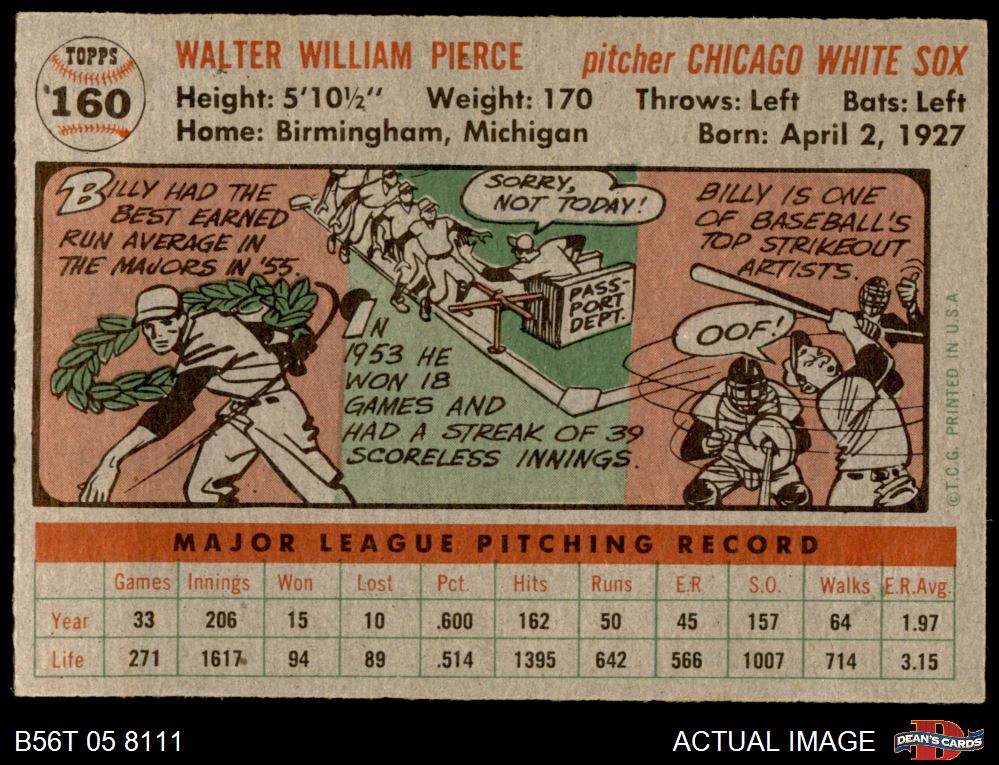 TOPPS
160
WALTER WILLIAM PIERCE pitcher CHICAGO WHITE SOX
Height: 5'10½" Weight: 170 Throws: Left Bats: Left
Home: Birmingham, Michigan Born: April 2, 1927
BILLY HAD THE
BEST EARNED
RUN AVERAGE IN
THE MAJORS IN '55.
SORRY,
NOT TODAY!
PASS-
PORT
DEPT.
IN
1953 HE
WON 18
GAMES AND
HAD A STREAK OF 39
SCORELESS INNINGS.
BILLY IS ONE
OF BASEBALL'S
TOP STRIKEOUT
ARTISTS.
OOF!
©T.C.G. PRINTED IN U.S.A
MAJOR LEAGUE PITCHING RECORD
Games Innings Won Lost Pct. Hits Runs E.R S.O. Walks E.R.Avg.
Year 33 206 15 10 .600 162 50 45 157 64 1.97
Life 271 1617 94 89 .514 1395 642 566 1007 714 3.15
B56T 05 8111 ACTUAL IMAGE DEAN'S CARDS